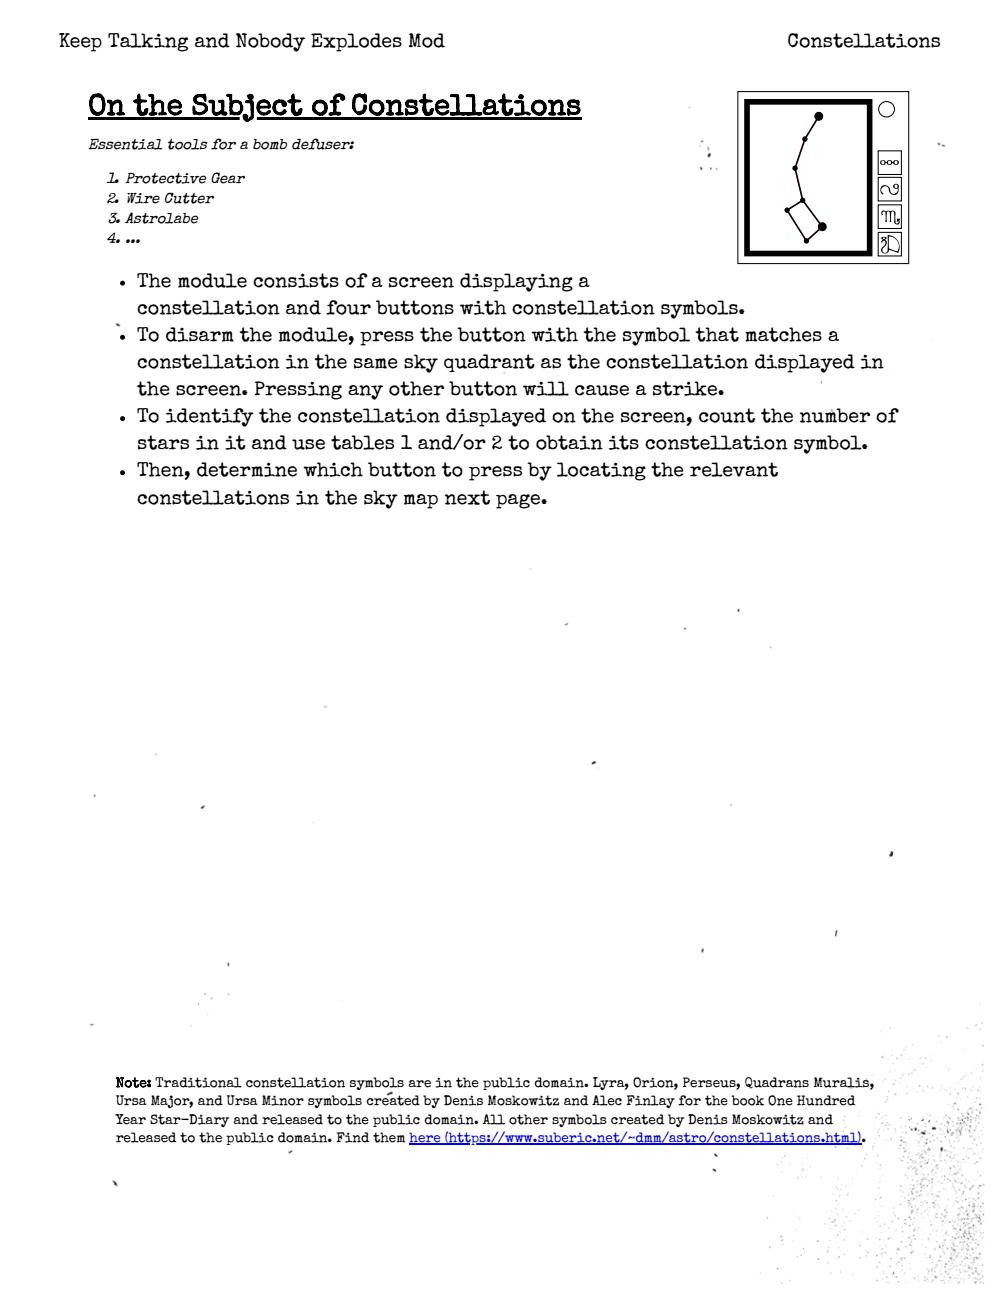 Keep Talking and Nobody Explodes Mod
Constellations
On the Subject of Constellations
Essential tools for a bomb defuser:
1. Protective Gear
2. Wire Cutter
3. Astrolabe
4. ...
• The module consists of a screen displaying a
constellation and four buttons with constellation symbols.
• To disarm the module, press the button with the symbol that matches a
constellation in the same sky quadrant as the constellation displayed in
the screen. Pressing any other button will cause a strike.
• To identify the constellation displayed on the screen, count the number of
stars in it and use tables 1 and/or 2 to obtain its constellation symbol.
• Then, determine which button to press by locating the relevant
constellations in the sky map next page.
Note: Traditional constellation symbols are in the public domain. Lyra, Orion, Perseus, Quadrans Muralis,
Ursa Major, and Ursa Minor symbols created by Denis Moskowitz and Alec Finlay for the book One Hundred
Year Star-Diary and released to the public domain. All other symbols created by Denis Moskowitz and
released to the public domain. Find them here (https://www.suberic.net/~dmm/astro/constellations.html).